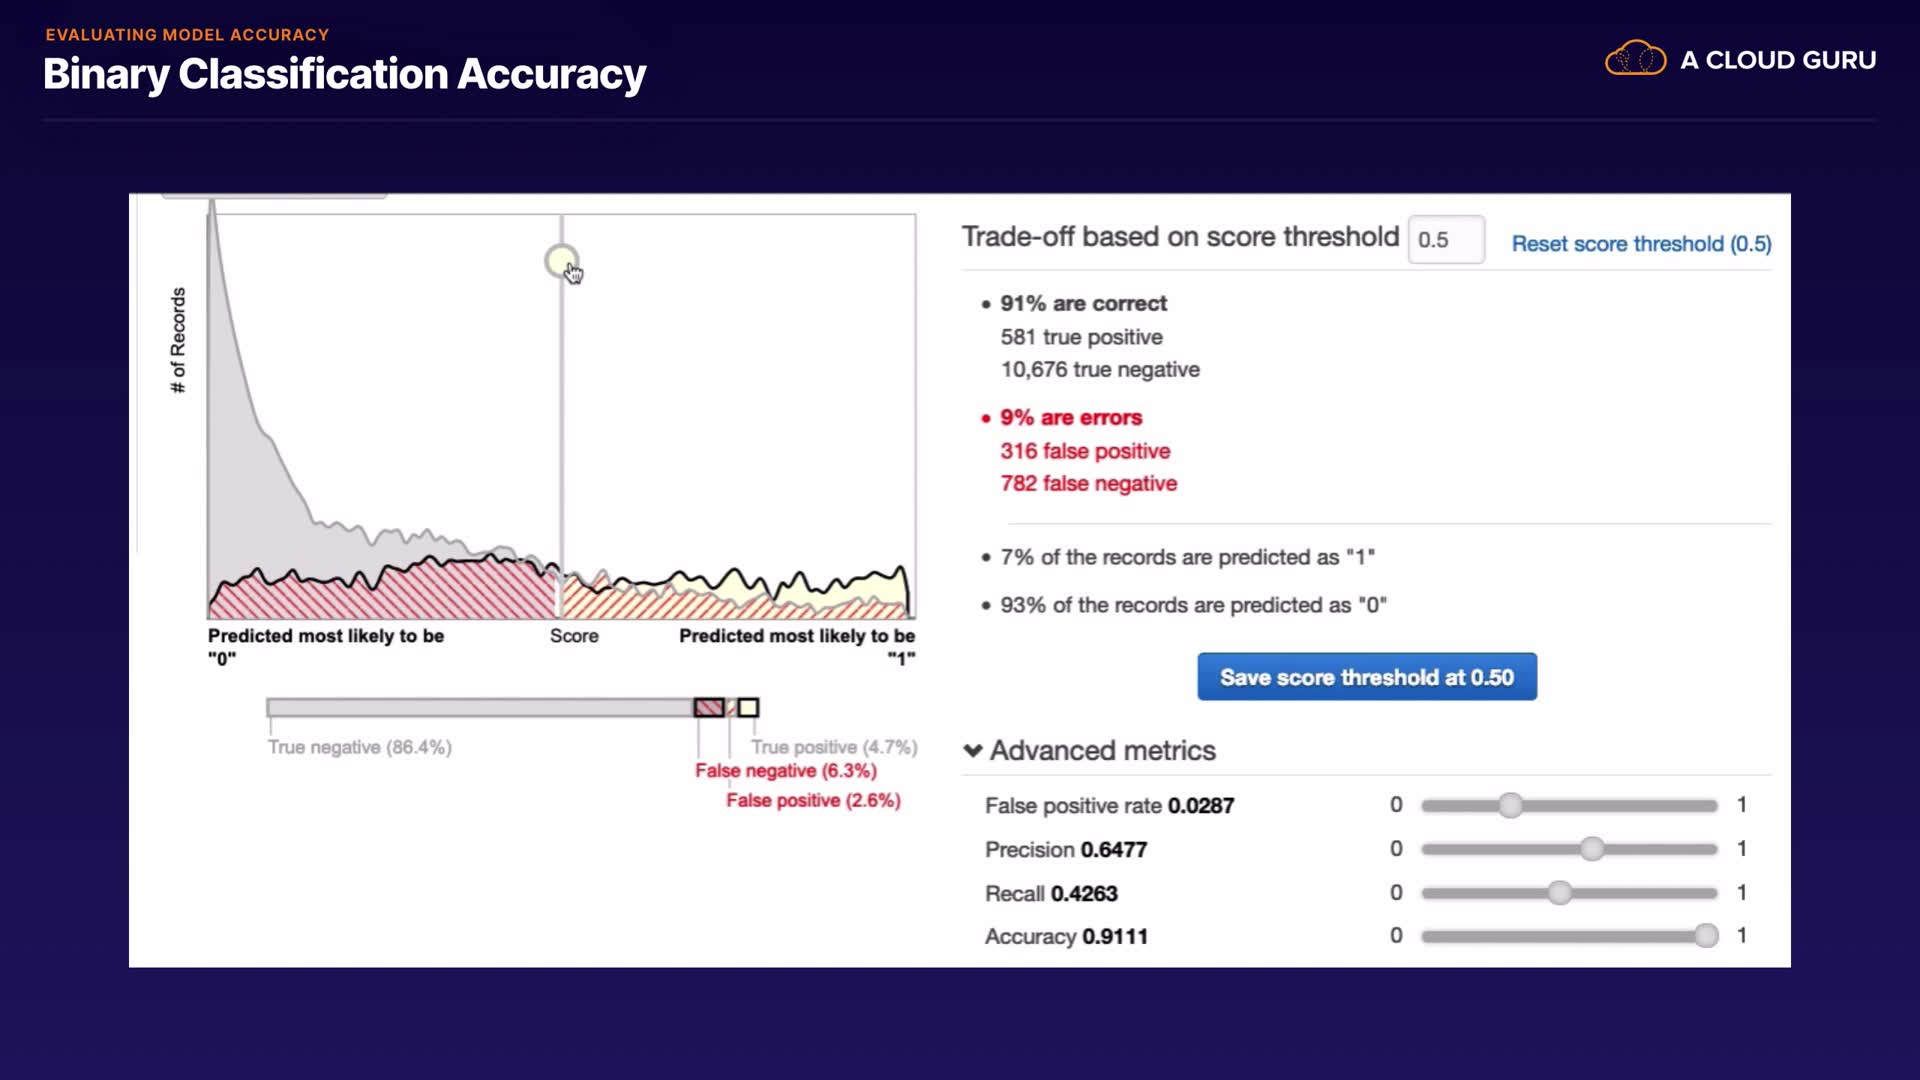 EVALUATING MODEL ACCURACY
Binary Classification Accuracy
A CLOUD GURU
# of Records
Predicted most likely to be
"0"
Score
Predicted most likely to be
"1"
True negative (86.4%)
True positive (4.7%)
False negative (6.3%)
False positive (2.6%)
Trade-off based on score threshold 0.5 Reset score threshold (0.5)
• 91% are correct
581 true positive
10,676 true negative
• 9% are errors
316 false positive
782 false negative
• 7% of the records are predicted as "1"
• 93% of the records are predicted as "0"
Save score threshold at 0.50
Advanced metrics
False positive rate 0.0287 0 1
Precision 0.6477 0 1
Recall 0.4263 0 1
Accuracy 0.9111 0 1